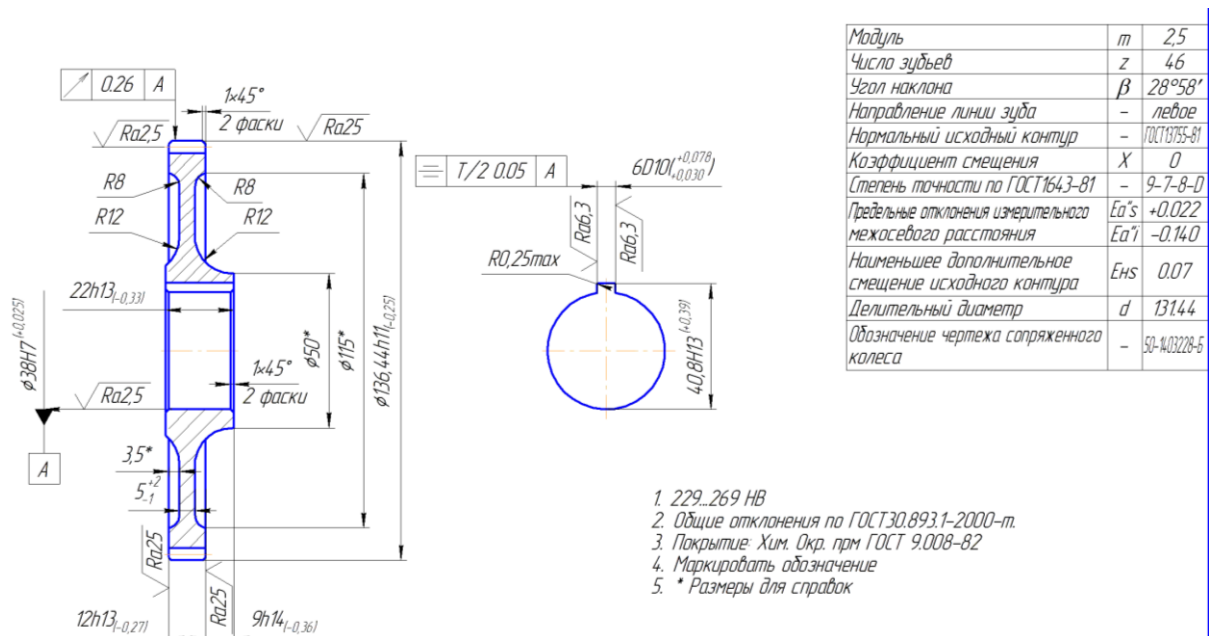 0.26 A
1×45°
2 фаски
Ra2,5
Ra25
R8
R8
R12
R12
22h13(-0,33)
⌀38H7(+0,025)
⌀50*
⌀115*
⌀136,44h11(-0,25)
1×45°
2 фаски
Ra2,5
A
3,5*
5 +2 -1
Ra25
Ra25
12h13(-0,27)
9h14(-0,36)
T/2 0.05 A
6D10(+0,078 +0,030)
Ra6,3
Ra6,3
R0,25max
40,8H13(+0,39)
Модуль m 2,5
Число зубьев z 46
Угол наклона β 28°58'
Направление линии зуба – левое
Нормальный исходный контур – ГОСТ13755-81
Коэффициент смещения X 0
Степень точности по ГОСТ1643-81 – 9-7-8-D
Предельные отклонения измерительного Ea"s +0.022
межосевого расстояния Ea"i -0.140
Наименьшее дополнительное
смещение исходного контура Eнs 0.07
Делительный диаметр d 131.44
Обозначение чертежа сопряженного
колеса – 50-1403228-Б
1. 229...269 HB
2. Общие отклонения по ГОСТ30.893.1-2000-m.
3. Покрытие: Хим. Окр. прм ГОСТ 9.008-82
4. Маркировать обозначение
5. * Размеры для справок